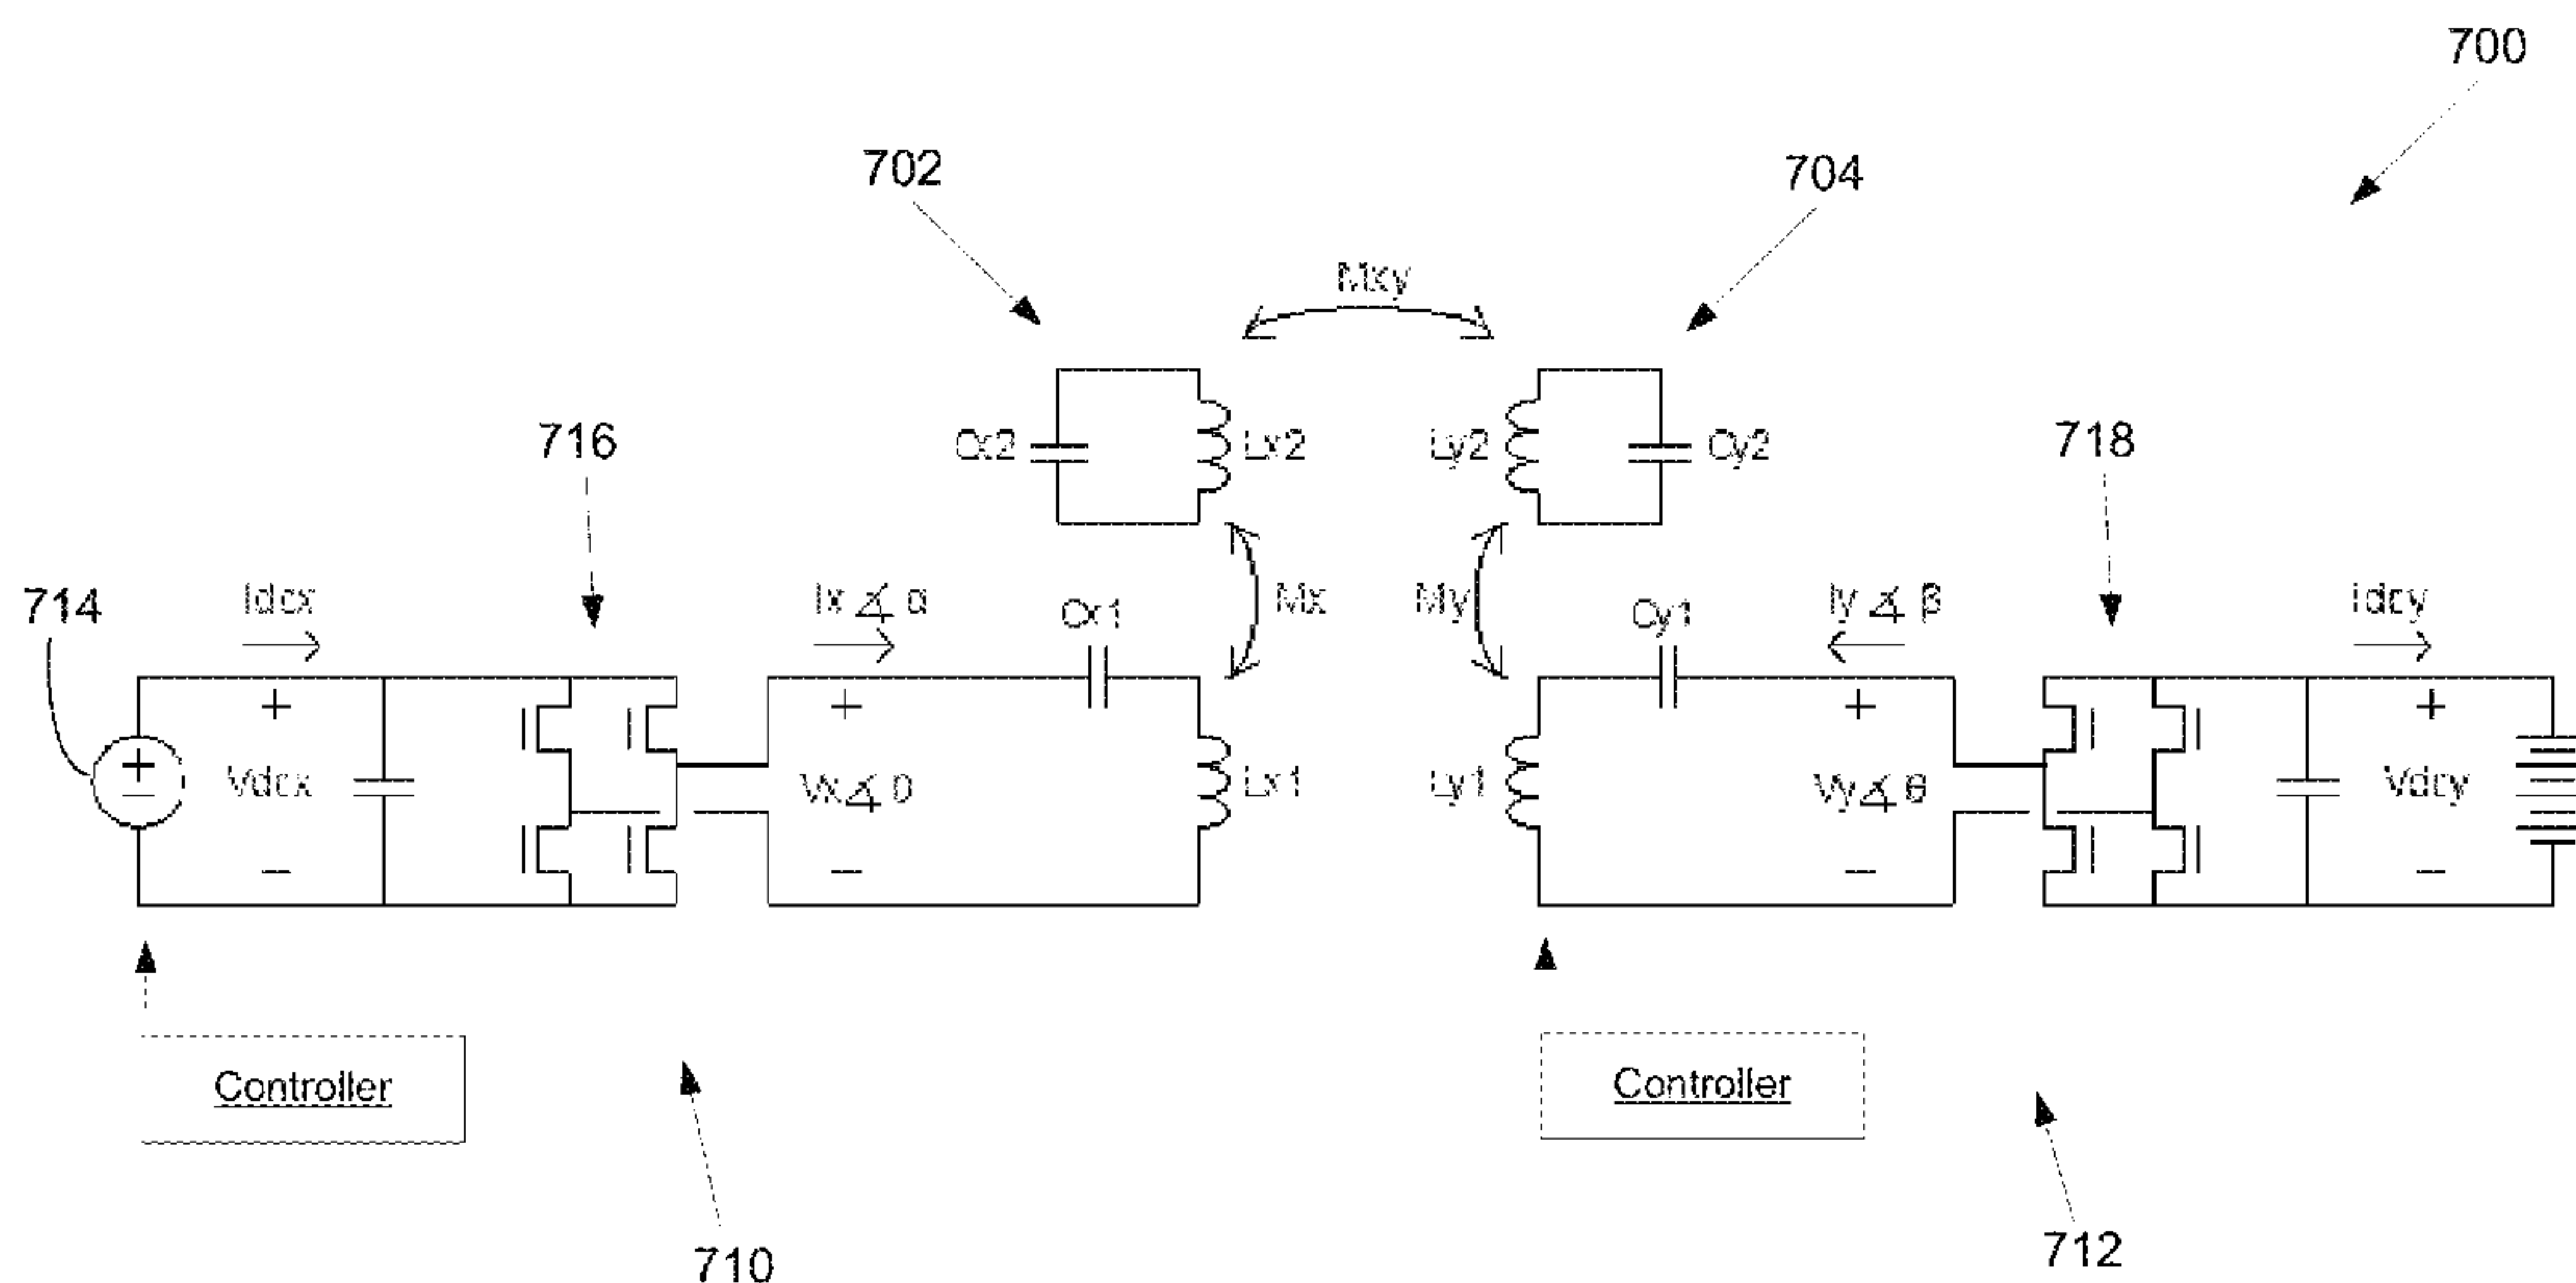 700
702
704
Mxy
716
Cx2
Lx2
Ly2
Cy2
718
714
Idcx
Ix ∡ α
Cx1
Mx
My
Cy1
Iy ∡ β
Idcy
+
+
+
+
+
−
Vdcx
Vx∡ 0
Lx1
Ly1
Vy∡ θ
Vdcy
−
−
−
−
Controller
Controller
710
712